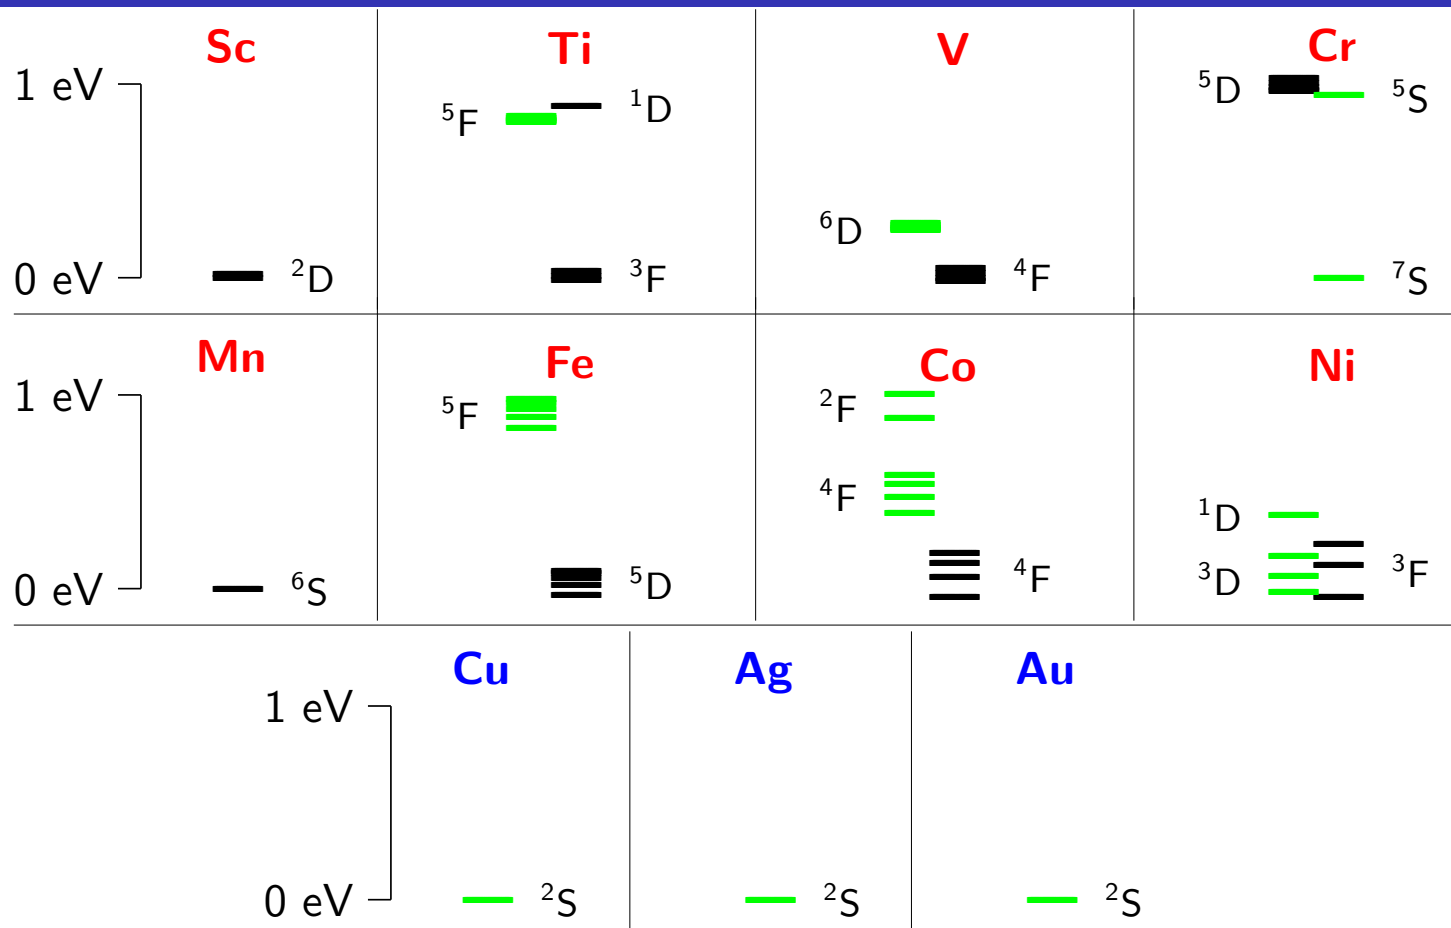 Sc Ti V Cr
1 eV ⁵F ¹D ⁵D ⁵S
⁶D
0 eV ²D ³F ⁴F ⁷S
Mn Fe Co Ni
1 eV ⁵F ²F
⁴F ¹D
0 eV ⁶S ⁵D ⁴F ³D ³F
Cu Ag Au
1 eV
0 eV ²S ²S ²S